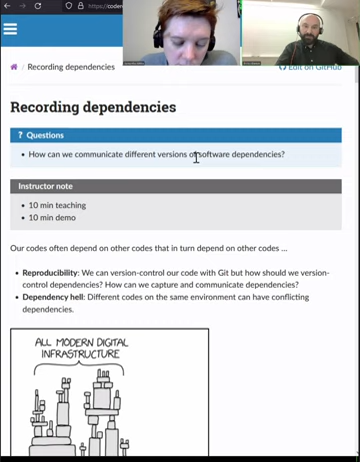 https://coder
Recording dependencies
Edit on GitHub
Recording dependencies
? Questions
• How can we communicate different versions of software dependencies?
Instructor note
• 10 min teaching
• 10 min demo
Our codes often depend on other codes that in turn depend on other codes ...
• Reproducibility: We can version-control our code with Git but how should we version-
control dependencies? How can we capture and communicate dependencies?
• Dependency hell: Different codes on the same environment can have conflicting
dependencies.
ALL MODERN DIGITAL
INFRASTRUCTURE